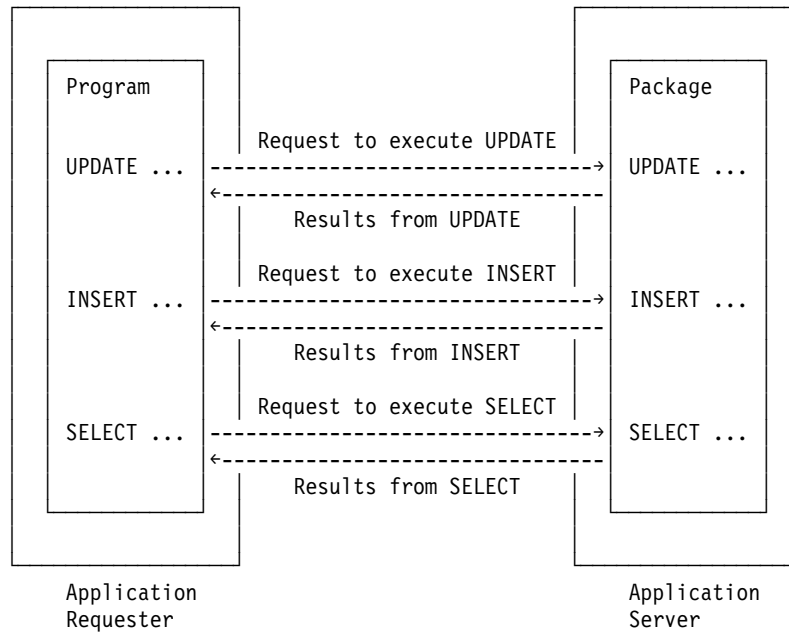 Program Package
Request to execute UPDATE
UPDATE ... UPDATE ...
Results from UPDATE
Request to execute INSERT
INSERT ... INSERT ...
Results from INSERT
Request to execute SELECT
SELECT ... SELECT ...
Results from SELECT
Application Application
Requester Server